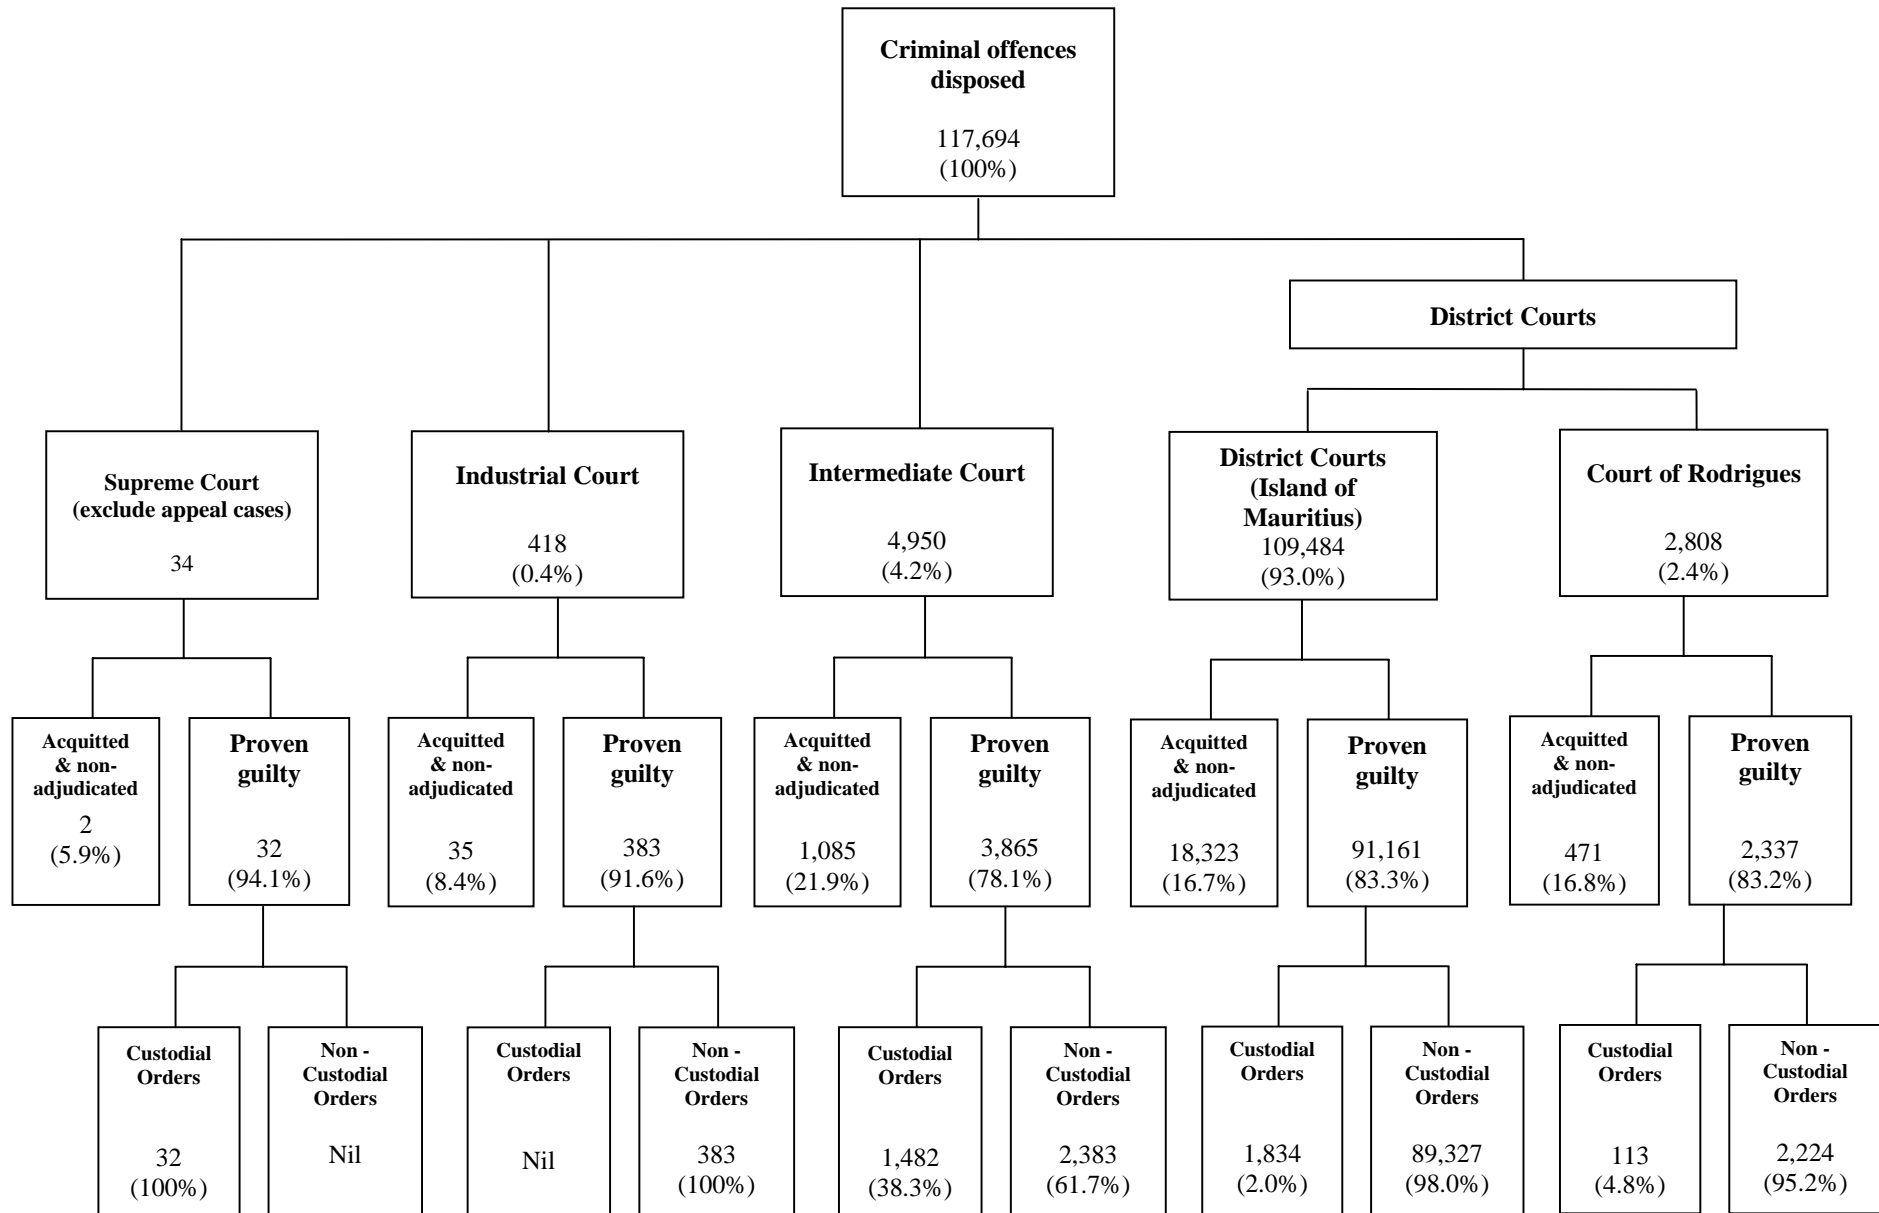 Criminal offences
disposed
117,694
(100%)
District Courts
Supreme Court
(exclude appeal cases)
34
Industrial Court
418
(0.4%)
Intermediate Court
4,950
(4.2%)
District Courts
(Island of
Mauritius)
109,484
(93.0%)
Court of Rodrigues
2,808
(2.4%)
Acquitted
& non-
adjudicated
2
(5.9%)
Proven
guilty
32
(94.1%)
Acquitted
& non-
adjudicated
35
(8.4%)
Proven
guilty
383
(91.6%)
Acquitted
& non-
adjudicated
1,085
(21.9%)
Proven
guilty
3,865
(78.1%)
Acquitted
& non-
adjudicated
18,323
(16.7%)
Proven
guilty
91,161
(83.3%)
Acquitted
& non-
adjudicated
471
(16.8%)
Proven
guilty
2,337
(83.2%)
Custodial
Orders
32
(100%)
Non -
Custodial
Orders
Nil
Custodial
Orders
Nil
Non -
Custodial
Orders
383
(100%)
Custodial
Orders
1,482
(38.3%)
Non -
Custodial
Orders
2,383
(61.7%)
Custodial
Orders
1,834
(2.0%)
Non -
Custodial
Orders
89,327
(98.0%)
Custodial
Orders
113
(4.8%)
Non -
Custodial
Orders
2,224
(95.2%)